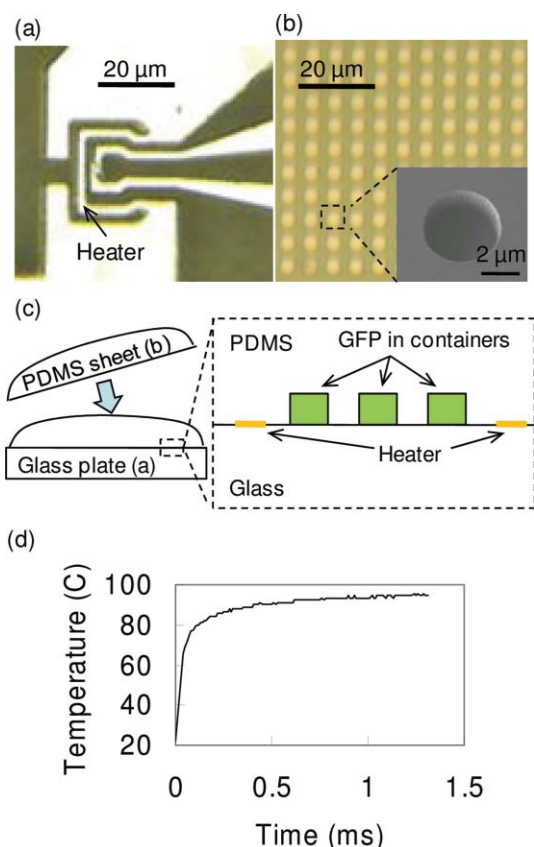 (a)
20 μm
Heater
(b)
20 μm
2 μm
(c)
PDMS sheet (b)
Glass plate (a)
PDMS
GFP in containers
Heater
Glass
(d)
Temperature (C)
100
80
60
40
20
0
0.5
1
1.5
Time (ms)